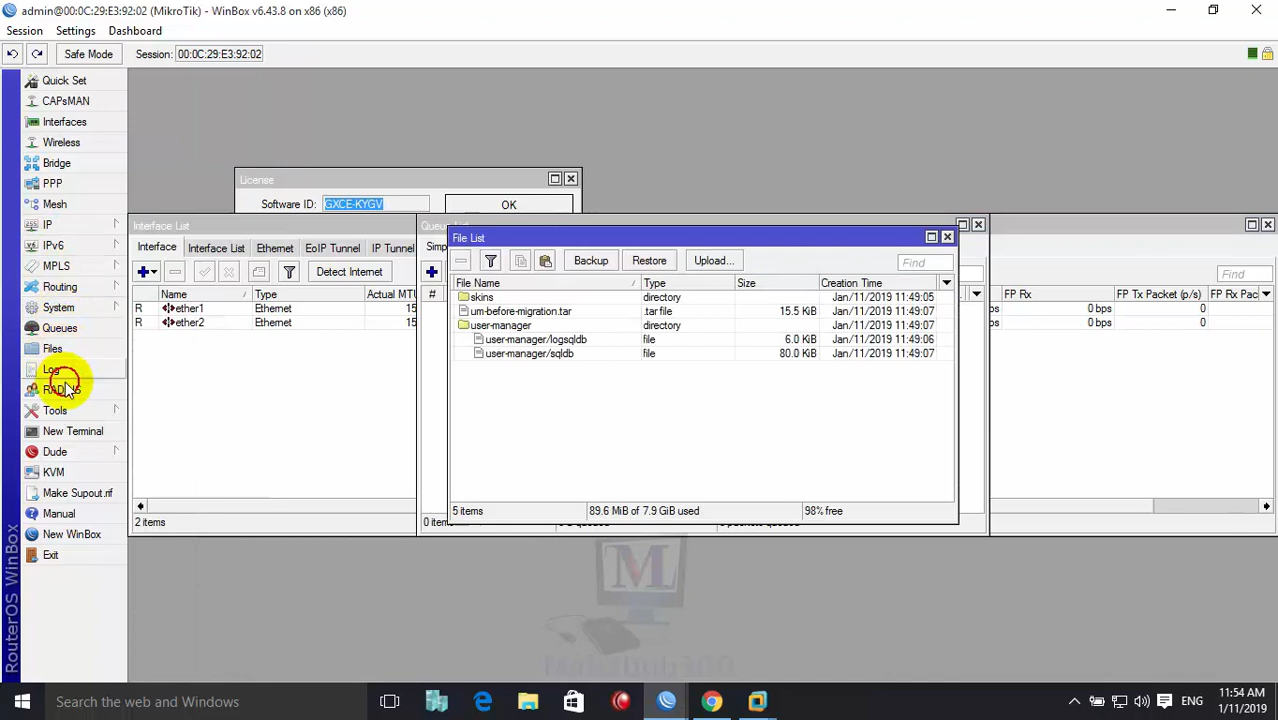 admin@00:0C:29:E3:92:02 (MikroTik) - WinBox v6.43.8 on x86 (x86)
Session Settings Dashboard
Safe Mode Session: 00:0C:29:E3:92:02
Quick Set
CAPsMAN
Interfaces
Wireless
Bridge
PPP
Mesh
IP
IPv6
MPLS
Routing
System
Queues
Files
Log
RADIUS
Tools
New Terminal
Dude
KVM
Make Supout.rif
Manual
New WinBox
Exit
RouterOS WinBox
License
Software ID: GXCE-KYGV OK
Interface List
Interface Interface List Ethernet EoIP Tunnel IP Tunnel
Detect Internet
Name Type Actual MTU
R ether1 Ethernet 15
R ether2 Ethernet 15
2 items
#
File List
Backup Restore Upload... Find
File Name Type Size Creation Time
skins directory Jan/11/2019 11:49:05
um-before-migration.tar .tar file 15.5 KiB Jan/11/2019 11:49:07
user-manager directory Jan/11/2019 11:49:07
user-manager/logsqldb file 6.0 KiB Jan/11/2019 11:49:06
user-manager/sqldb file 80.0 KiB Jan/11/2019 11:49:07
5 items 89.6 MiB of 7.9 GiB used 98% free
Find
FP Rx FP Tx Packet (p/s) FP Rx Pac
0 bps 0 bps 0
0 bps 0 bps 0
M
Search the web and Windows
ENG
11:54 AM
1/11/2019